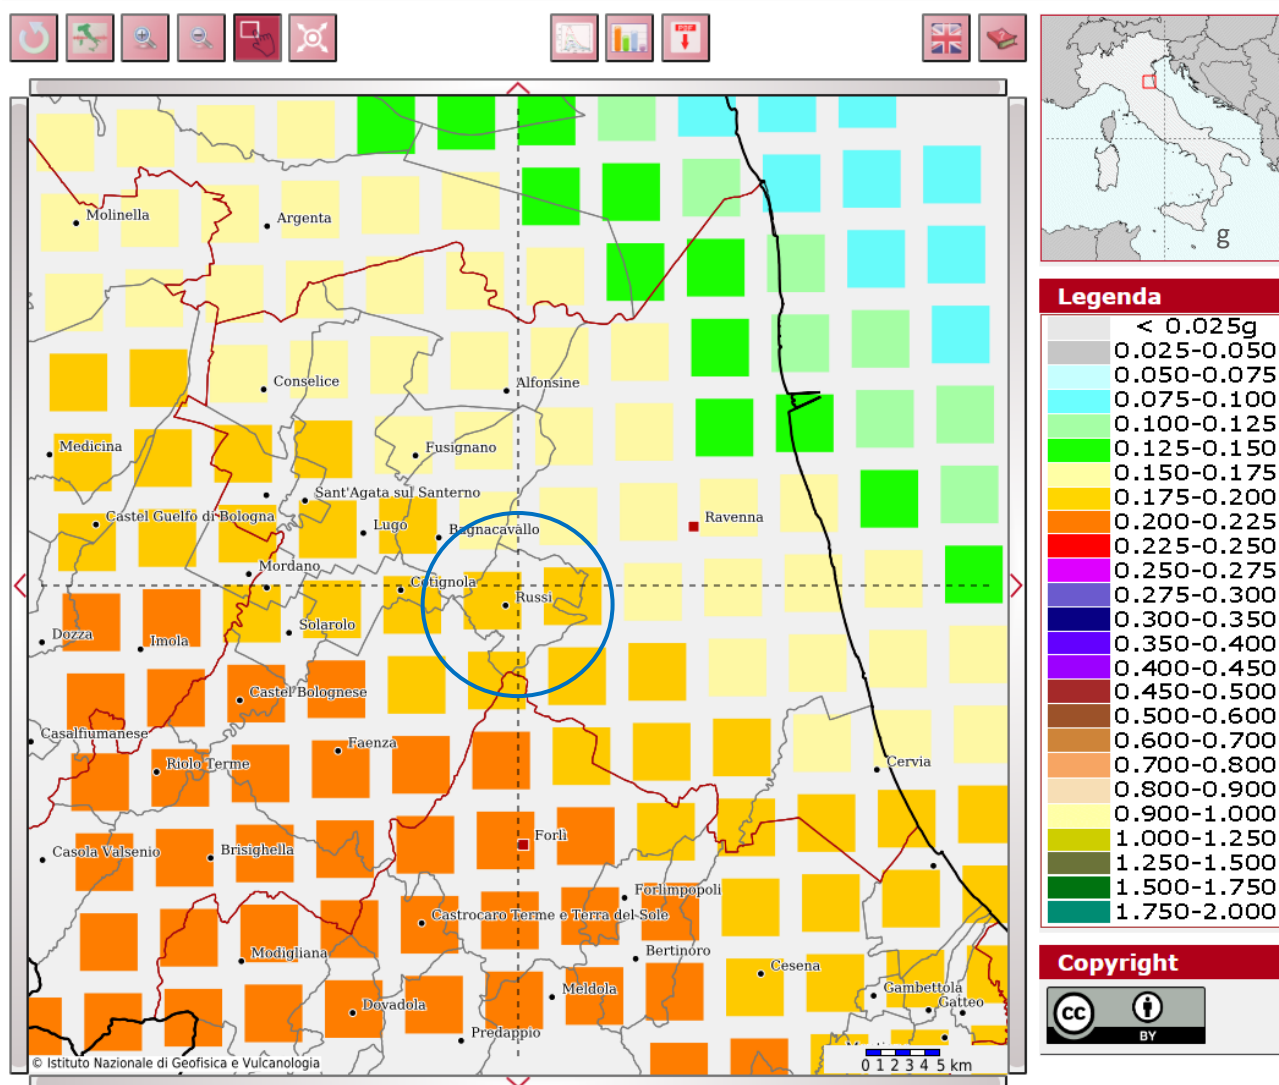 g
Molinella
Argenta
Conselice
Alfonsine
Medicina
Fusignano
Sant'Agata sul Santerno
Castel Guelfo di Bologna
Lugo
Bagnacavallo
Ravenna
Mordano
Cotignola
Russi
Solarolo
Dozza
Imola
Castel Bolognese
Casalfiumanese
Faenza
Riolo Terme
Cervia
Forlì
Casola Valsenio
Brisighella
Forlimpopoli
Castrocaro Terme e Terra del Sole
Modigliana
Bertinoro
Cesena
Meldola
Gambettola
Gatteo
Dovadola
Predappio
© Istituto Nazionale di Geofisica e Vulcanologia
0 1 2 3 4 5 km
Legenda
< 0.025g
0.025-0.050
0.050-0.075
0.075-0.100
0.100-0.125
0.125-0.150
0.150-0.175
0.175-0.200
0.200-0.225
0.225-0.250
0.250-0.275
0.275-0.300
0.300-0.350
0.350-0.400
0.400-0.450
0.450-0.500
0.500-0.600
0.600-0.700
0.700-0.800
0.800-0.900
0.900-1.000
1.000-1.250
1.250-1.500
1.500-1.750
1.750-2.000
Copyright
cc
BY